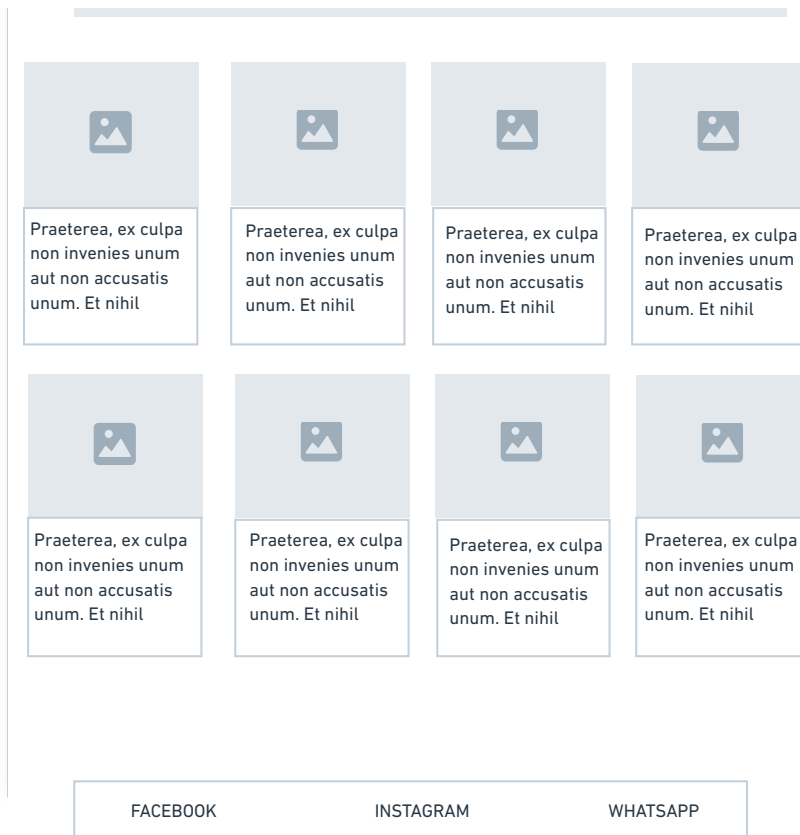 Praeterea, ex culpa
non invenies unum
aut non accusatis
unum. Et nihil
Praeterea, ex culpa
non invenies unum
aut non accusatis
unum. Et nihil
Praeterea, ex culpa
non invenies unum
aut non accusatis
unum. Et nihil
Praeterea, ex culpa
non invenies unum
aut non accusatis
unum. Et nihil
Praeterea, ex culpa
non invenies unum
aut non accusatis
unum. Et nihil
Praeterea, ex culpa
non invenies unum
aut non accusatis
unum. Et nihil
Praeterea, ex culpa
non invenies unum
aut non accusatis
unum. Et nihil
Praeterea, ex culpa
non invenies unum
aut non accusatis
unum. Et nihil
FACEBOOK
INSTAGRAM
WHATSAPP